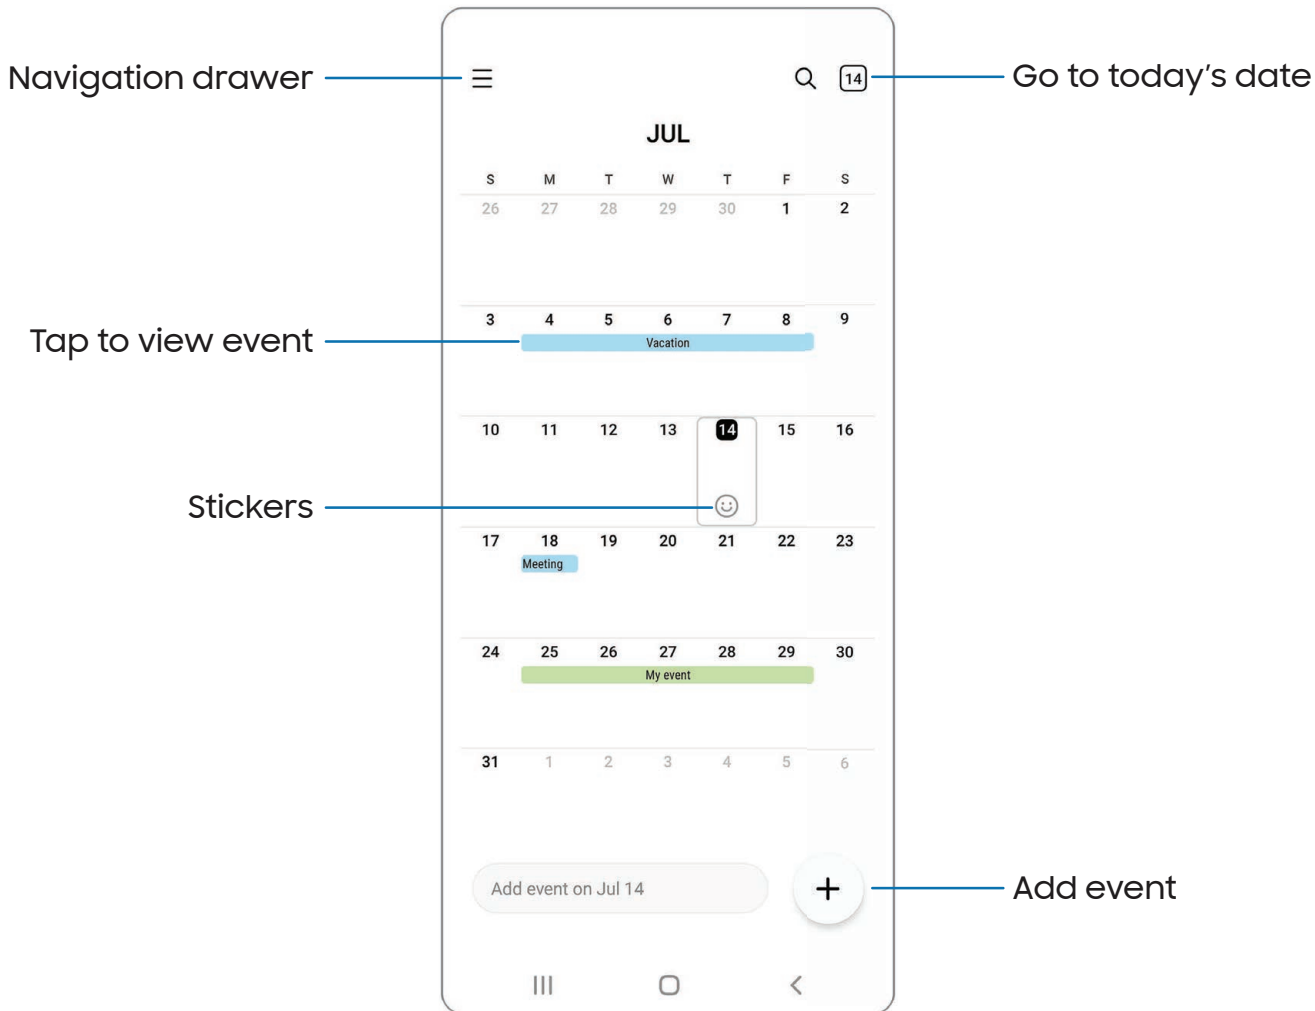 Navigation drawer
14
Go to today's date
JUL
S M T W T F S
26 27 28 29 30 1 2
3 4 5 6 7 8 9
Tap to view event
Vacation
10 11 12 13 14 15 16
Stickers
17 18 19 20 21 22 23
Meeting
24 25 26 27 28 29 30
My event
31 1 2 3 4 5 6
Add event on Jul 14
Add event